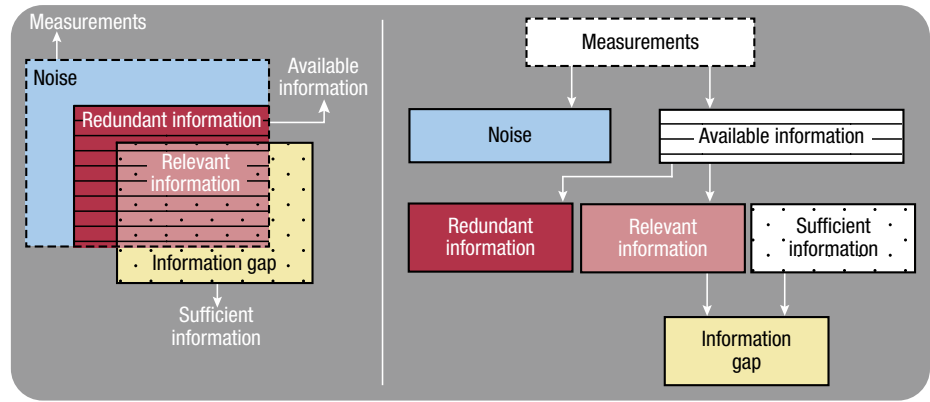 Measurements
Noise
Available
information
Redundant information
Relevant
information
Information gap
Sufficient
information
Measurements
Noise
Available information
Redundant
information
Relevant
information
Sufficient
information
Information
gap